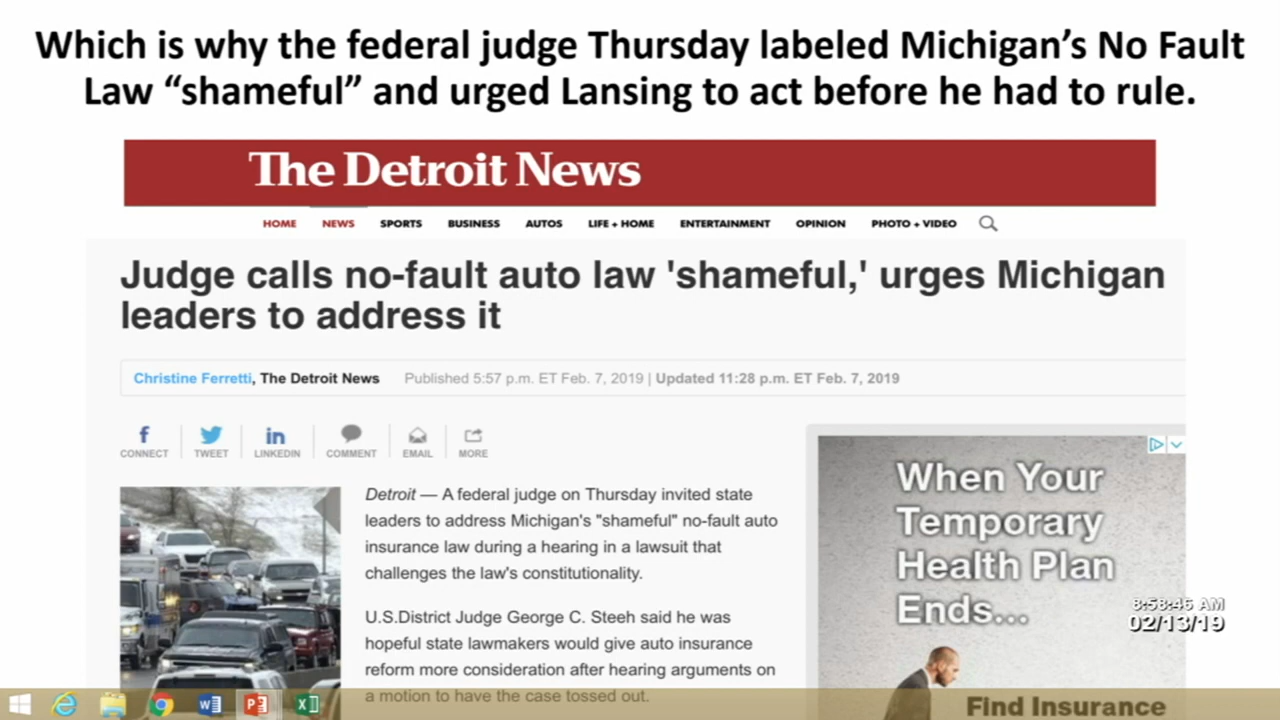 Which is why the federal judge Thursday labeled Michigan's No Fault
Law “shameful” and urged Lansing to act before he had to rule.
The Detroit News
HOME NEWS SPORTS BUSINESS AUTOS LIFE + HOME ENTERTAINMENT OPINION PHOTO + VIDEO
Judge calls no-fault auto law 'shameful,' urges Michigan
leaders to address it
Christine Ferretti, The Detroit News Published 5:57 p.m. ET Feb. 7, 2019 | Updated 11:28 p.m. ET Feb. 7, 2019
f in
CONNECT TWEET LINKEDIN COMMENT EMAIL MORE
Detroit — A federal judge on Thursday invited state
leaders to address Michigan's "shameful" no-fault auto
insurance law during a hearing in a lawsuit that
challenges the law's constitutionality.
U.S.District Judge George C. Steeh said he was
hopeful state lawmakers would give auto insurance
reform more consideration after hearing arguments on
a motion to have the case tossed out.
When Your
Temporary
Health Plan
Ends...
Find Insurance
8:58:46 AM
02/13/19